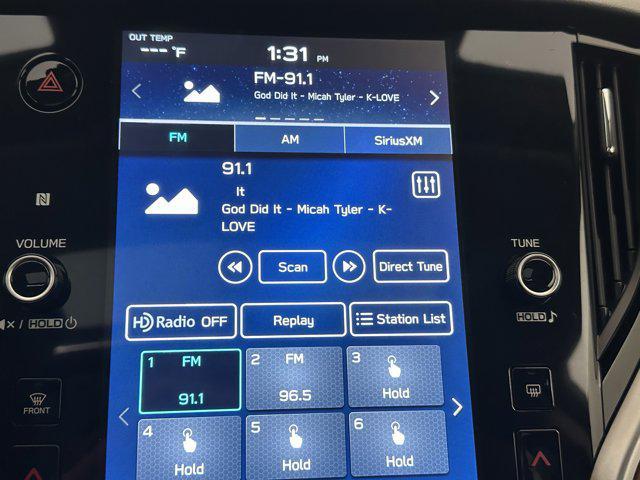 OUT TEMP
---°F
1:31 PM
FM-91.1
God Did It - Micah Tyler - K-LOVE
FM
AM
SiriusXM
91.1
It
God Did It - Micah Tyler - K-
LOVE
VOLUME
TUNE
Scan
Direct Tune
HD Radio OFF
Replay
Station List
/ HOLD
HOLD
1 FM
91.1
2 FM
96.5
3
Hold
FRONT
4
Hold
5
Hold
6
Hold